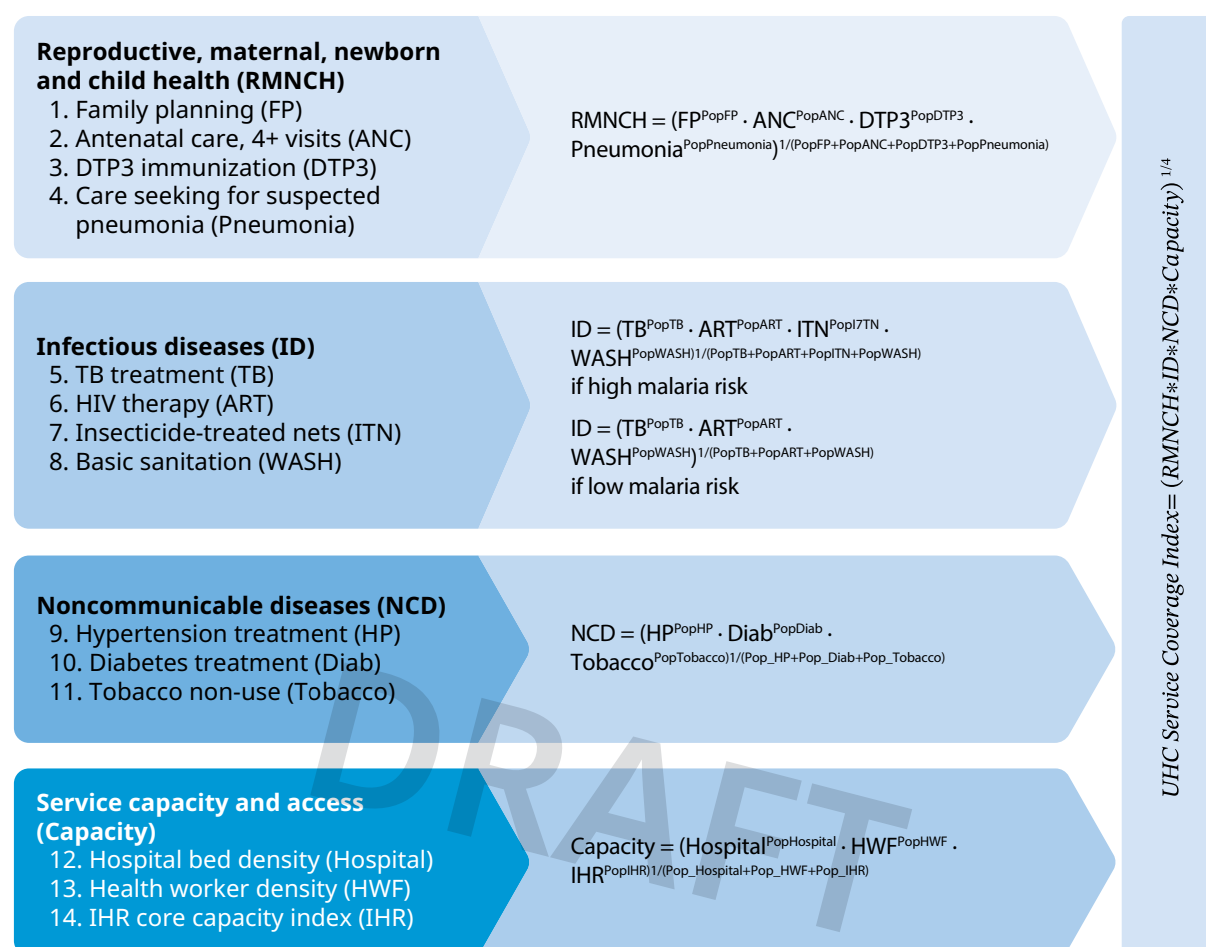 Reproductive, maternal, newborn
and child health (RMNCH)
1. Family planning (FP)
2. Antenatal care, 4+ visits (ANC)
3. DTP3 immunization (DTP3)
4. Care seeking for suspected
pneumonia (Pneumonia)
RMNCH = (FP^PopFP · ANC^PopANC · DTP3^PopDTP3 ·
Pneumonia^PopPneumonia)^1/(PopFP+PopANC+PopDTP3+PopPneumonia)
Infectious diseases (ID)
5. TB treatment (TB)
6. HIV therapy (ART)
7. Insecticide-treated nets (ITN)
8. Basic sanitation (WASH)
ID = (TB^PopTB · ART^PopART · ITN^PopI7TN ·
WASH^PopWASH)1/(PopTB+PopART+PopITN+PopWASH)
if high malaria risk
ID = (TB^PopTB · ART^PopART ·
WASH^PopWASH)^1/(PopTB+PopART+PopWASH)
if low malaria risk
Noncommunicable diseases (NCD)
9. Hypertension treatment (HP)
10. Diabetes treatment (Diab)
11. Tobacco non-use (Tobacco)
NCD = (HP^PopHP · Diab^PopDiab ·
Tobacco^PopTobacco)1/(Pop_HP+Pop_Diab+Pop_Tobacco)
Service capacity and access
(Capacity)
12. Hospital bed density (Hospital)
13. Health worker density (HWF)
14. IHR core capacity index (IHR)
Capacity = (Hospital^PopHospital · HWF^PopHWF ·
IHR^PopIHR)1/(Pop_Hospital+Pop_HWF+Pop_IHR)
UHC Service Coverage Index= (RMNCH*ID*NCD*Capacity)^1/4
DRAFT